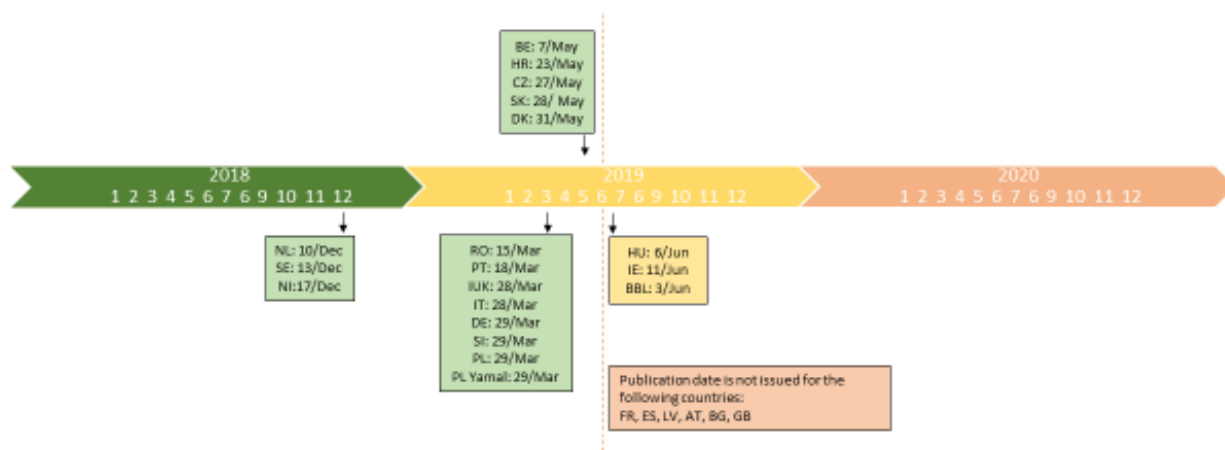 BE: 7/May
HR: 23/May
CZ: 27/May
SK: 28/ May
DK: 31/May
2018
1 2 3 4 5 6 7 8 9 10 11 12
2019
1 2 3 4 5 6 7 8 9 10 11 12
2020
1 2 3 4 5 6 7 8 9 10 11 12
NL: 10/Dec
SE: 13/Dec
NI:17/Dec
RO: 15/Mar
PT: 18/Mar
IUK: 28/Mar
IT: 28/Mar
DE: 29/Mar
SI: 29/Mar
PL: 29/Mar
PL Yamal: 29/Mar
HU: 6/Jun
IE: 11/Jun
BBL: 3/Jun
Publication date is not issued for the
following countries:
FR, ES, LV, AT, BG, GB